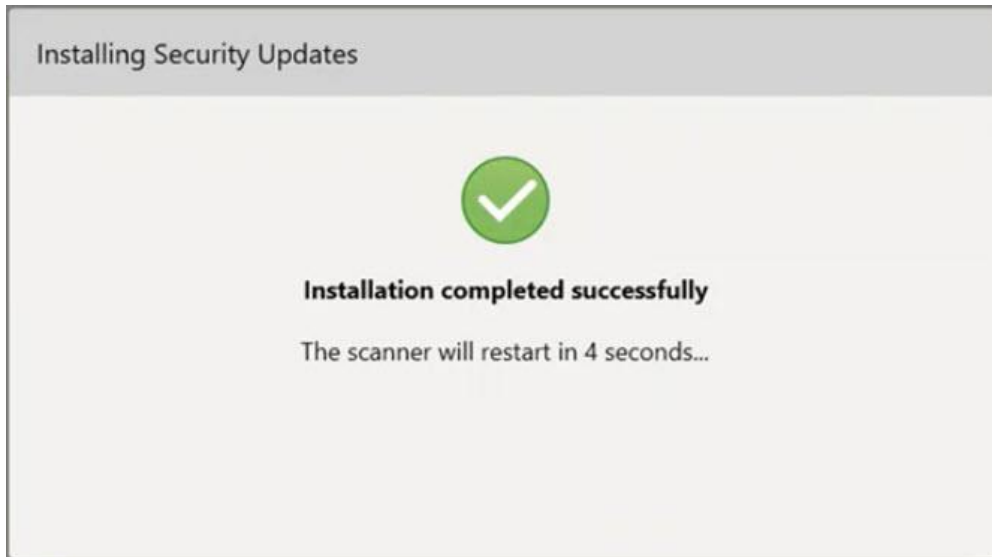 Installing Security Updates
Installation completed successfully
The scanner will restart in 4 seconds...